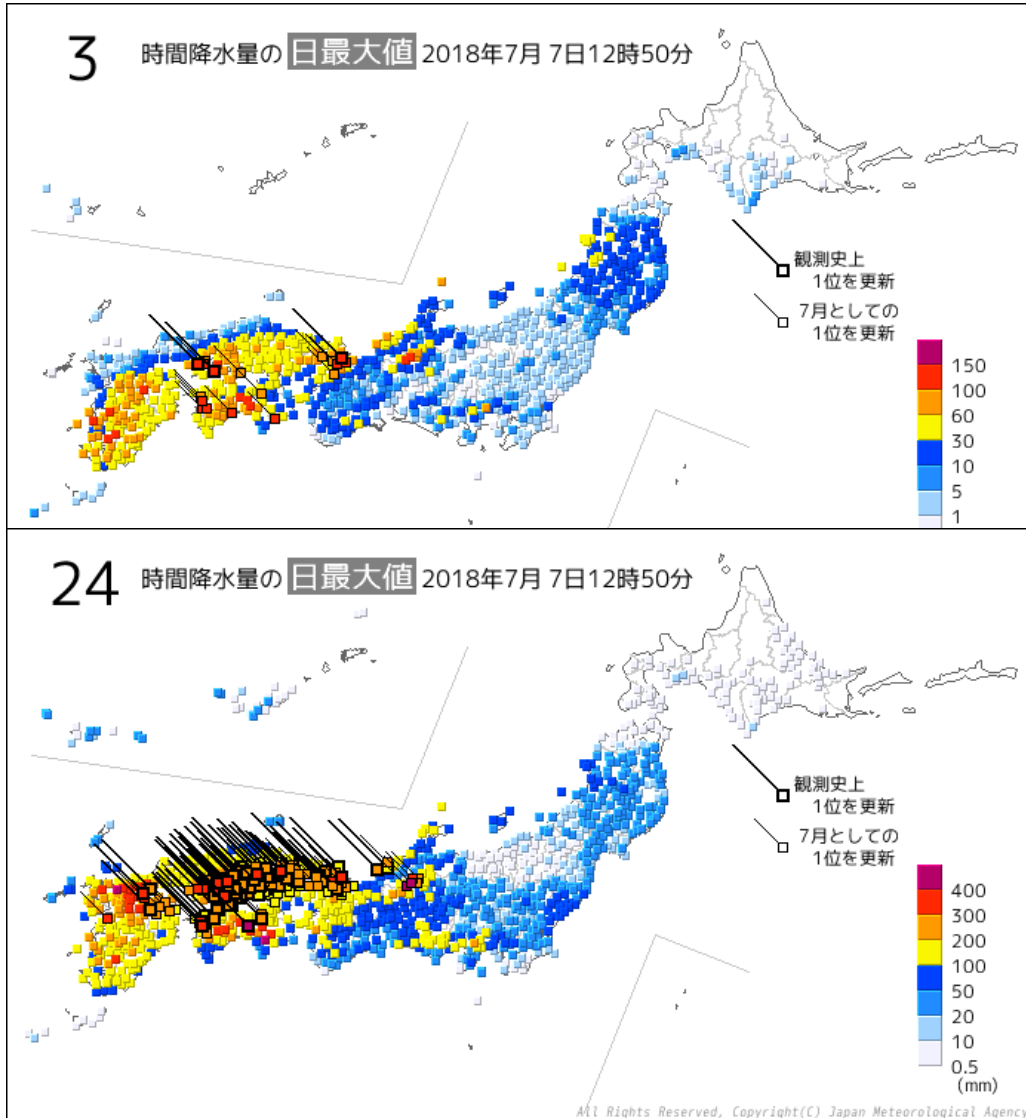 3 時間降水量の 日最大値 2018年7月 7日12時50分
観測史上
1位を更新
7月としての
1位を更新
150
100
60
30
10
5
1
24 時間降水量の 日最大値 2018年7月 7日12時50分
観測史上
1位を更新
7月としての
1位を更新
400
300
200
100
50
20
10
0.5
(mm)
All Rights Reserved, Copyright(C) Japan Meteorological Agency